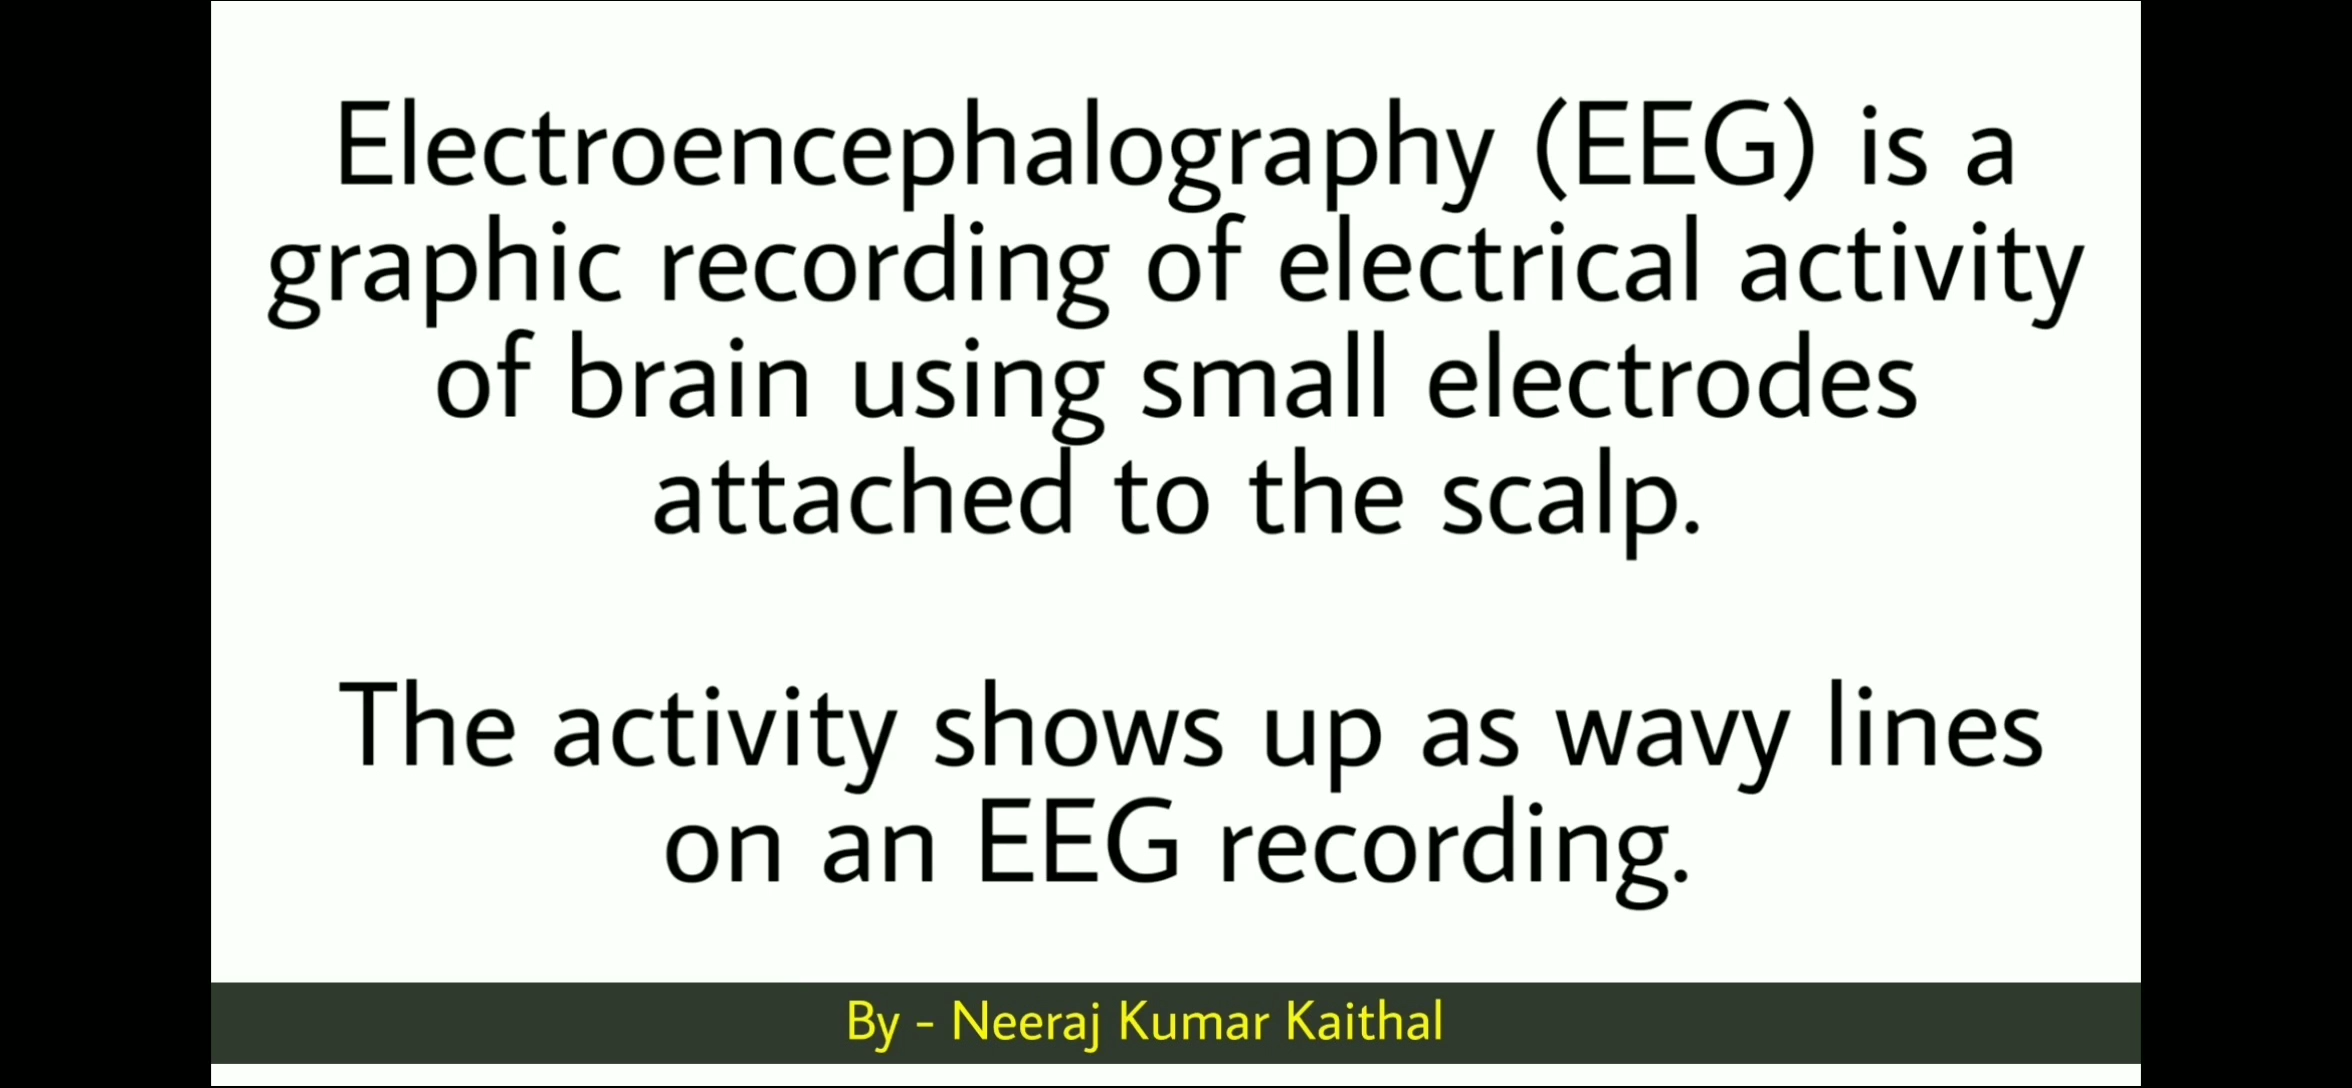 Electroencephalography (EEG) is a
graphic recording of electrical activity
of brain using small electrodes
attached to the scalp.
The activity shows up as wavy lines
on an EEG recording.
By - Neeraj Kumar Kaithal